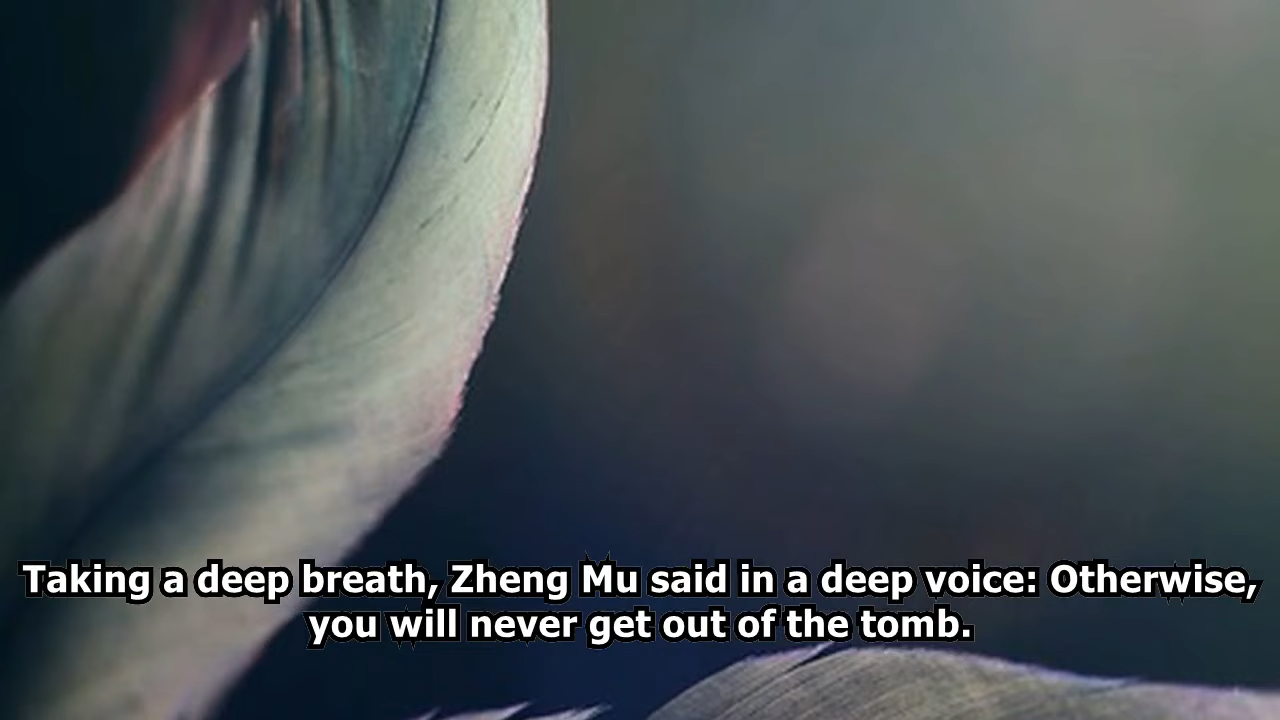 Taking a deep breath, Zheng Mu said in a deep voice: Otherwise,
you will never get out of the tomb.